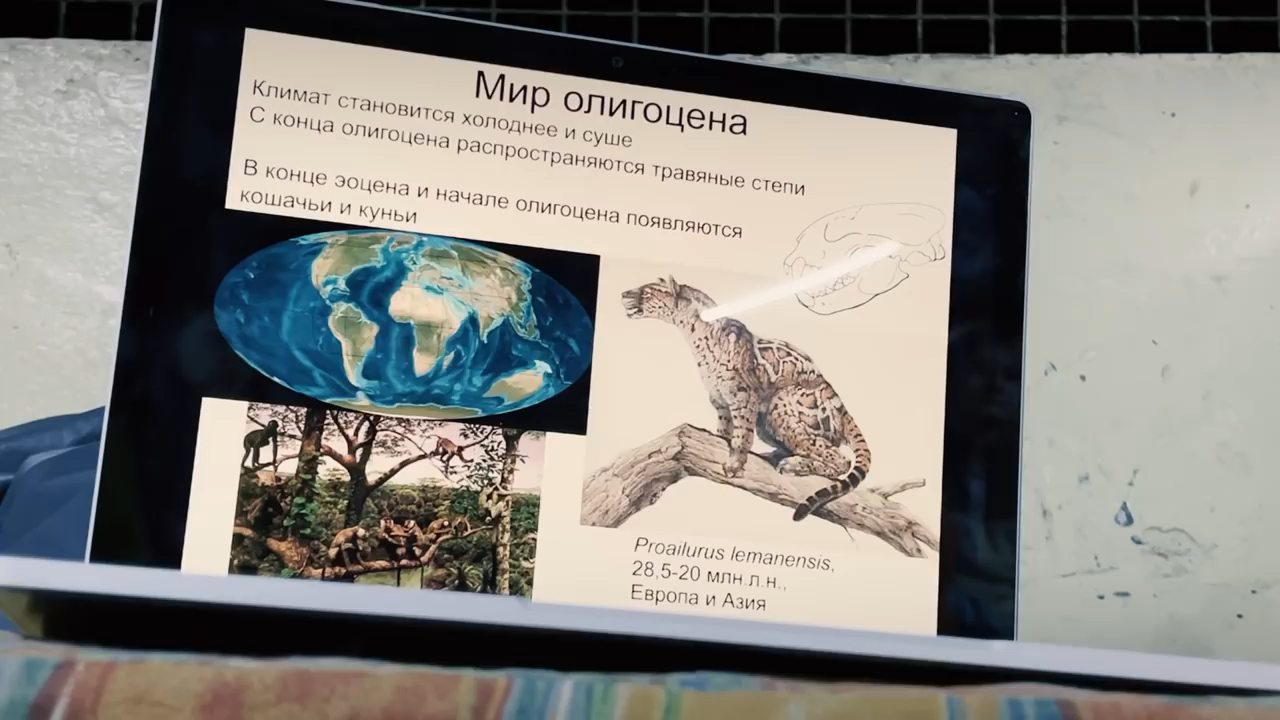 Мир олигоцена
Климат становится холоднее и суше
С конца олигоцена распространяются травяные степи
В конце эоцена и начале олигоцена появляются
кошачьи и куньи
Proailurus lemanensis,
28,5-20 млн.л.н.,
Европа и Азия